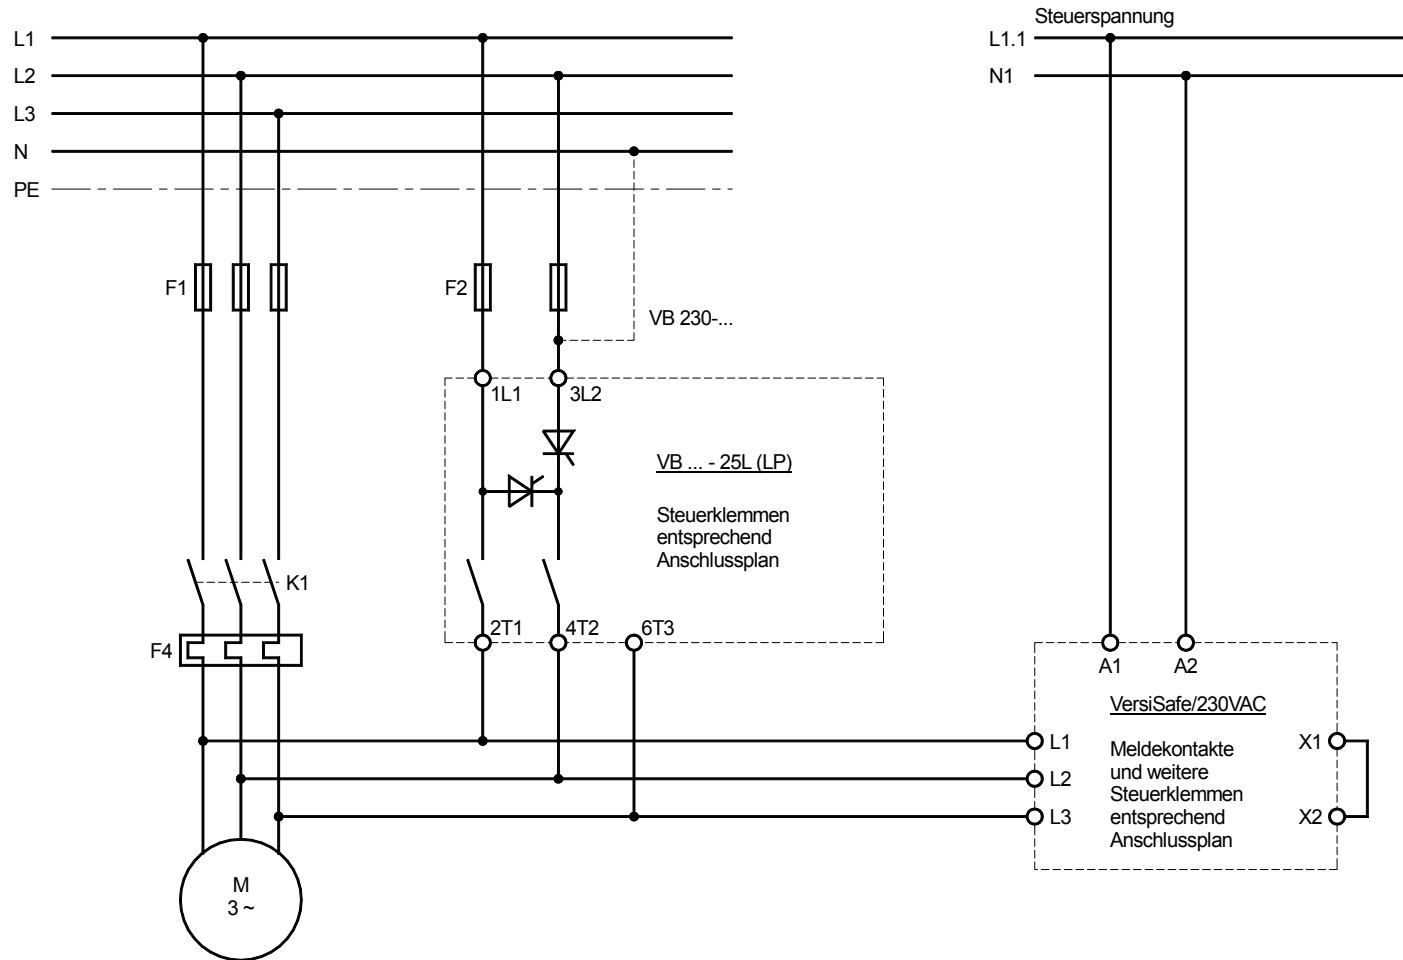 Steuerspannung
L1
L1.1
L2
N1
L3
N
PE
F1
F2
VB 230-...
1L1
3L2
VB ... - 25L (LP)
Steuerklemmen
entsprechend
Anschlussplan
K1
2T1
4T2
6T3
F4
A1
A2
VersiSafe/230VAC
L1
X1
Meldekontakte
und weitere
Steuerklemmen
entsprechend
Anschlussplan
L2
L3
X2
M
3 ~